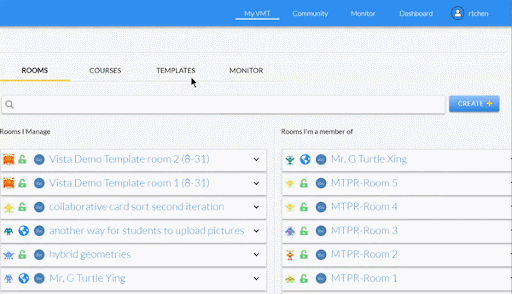 My VMT Community Monitor Dashboard rtchen
ROOMS COURSES TEMPLATES MONITOR
CREATE +
Rooms I Manage
Vista Demo Template room 2 (8-31)
Vista Demo Template room 1 (8-31)
collaborative card sort second iteration
another way for students to upload pictures
hybrid geometries
Mr. G Turtle Ying
Rooms I'm a member of
Mr. G Turtle Xing
MTPR-Room 5
MTPR-Room 4
MTPR-Room 3
MTPR-Room 2
MTPR-Room 1